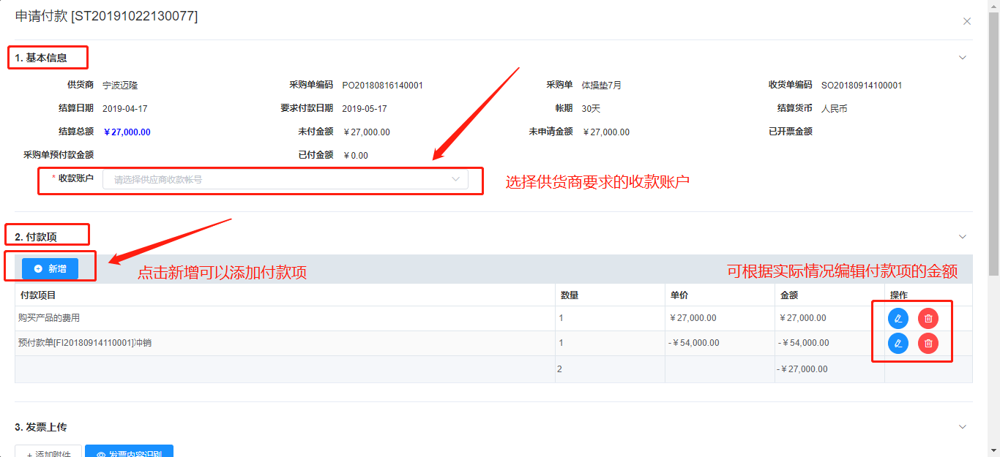 申请付款 [ST20191022130077]
1. 基本信息
供货商 宁波迈隆 采购单编码 PO20180816140001 采购单 体操垫7月 收货单编码 SO20180914100001
结算日期 2019-04-17 要求付款日期 2019-05-17 帐期 30天 结算货币 人民币
结算总额 ￥27,000.00 未付金额 ￥27,000.00 未申请金额 ￥27,000.00 已开票金额
采购单预付款金额 已付金额 ￥0.00
* 收款账户 请选择供应商收款帐号 选择供货商要求的收款账户
2. 付款项
新增 点击新增可以添加付款项 可根据实际情况编辑付款项的金额
付款项目 数量 单价 金额 操作
购买产品的费用 1 ￥27,000.00 ￥27,000.00
预付款单[FI20180914110001]冲销 1 -￥54,000.00 -￥54,000.00
2 -￥27,000.00
3. 发票上传
+ 添加附件 发票内容识别